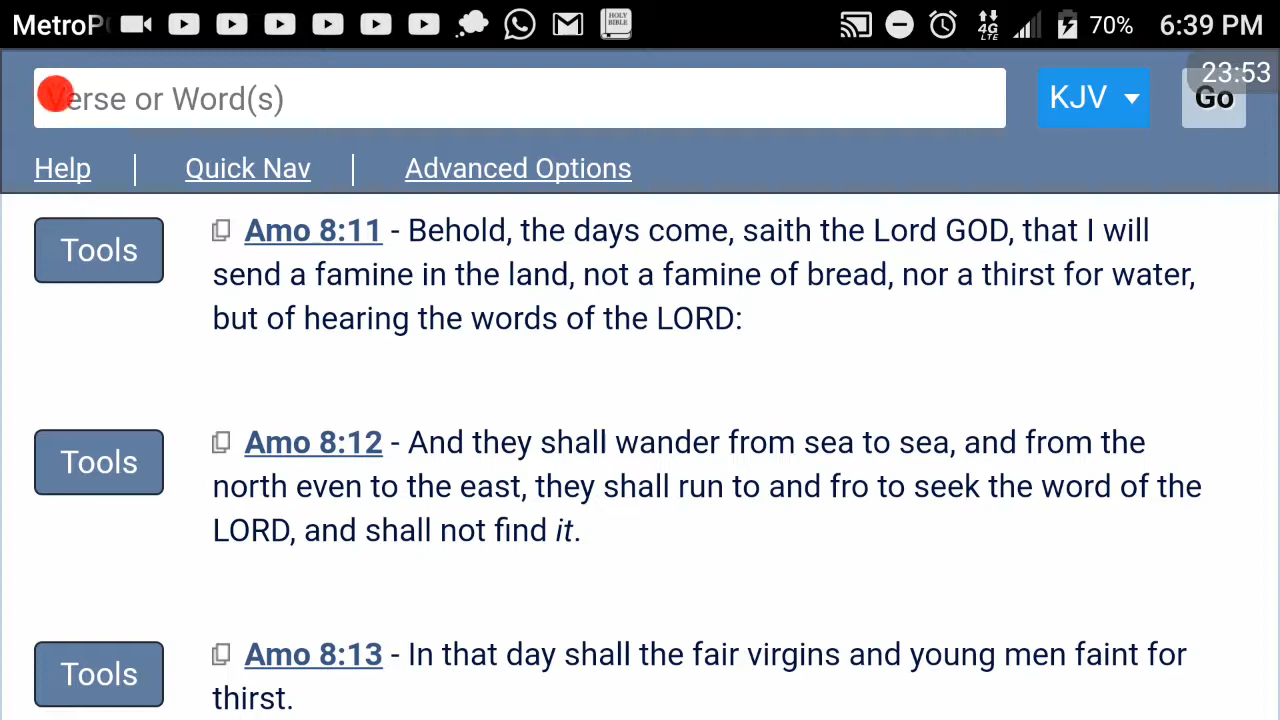 MetroP 70% 6:39 PM
4G LTE
HOLY BIBLE
23:53
Verse or Word(s) KJV Go
Help | Quick Nav | Advanced Options
Tools Amo 8:11 - Behold, the days come, saith the Lord GOD, that I will
send a famine in the land, not a famine of bread, nor a thirst for water,
but of hearing the words of the LORD:
Tools Amo 8:12 - And they shall wander from sea to sea, and from the
north even to the east, they shall run to and fro to seek the word of the
LORD, and shall not find it.
Tools Amo 8:13 - In that day shall the fair virgins and young men faint for
thirst.